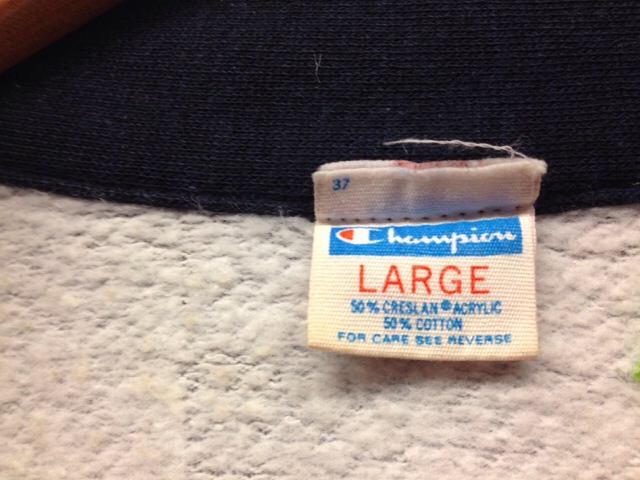 37
Champion
LARGE
50% CRESLAN® ACRYLIC
50% COTTON
FOR CARE SEE REVERSE